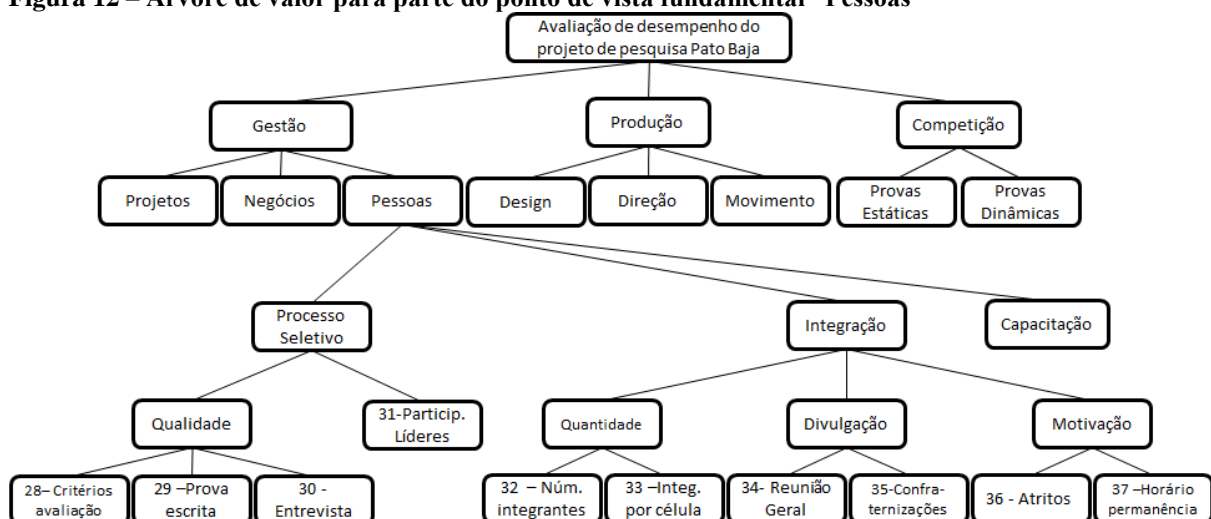 Figura 12 – Árvore de valor para parte do ponto de vista fundamental "Pessoas"
Avaliação de desempenho do
projeto de pesquisa Pato Baja
Gestão
Produção
Competição
Projetos
Negócios
Pessoas
Design
Direção
Movimento
Provas
Estáticas
Provas
Dinâmicas
Processo
Seletivo
Integração
Capacitação
Qualidade
31-Particip.
Líderes
Quantidade
Divulgação
Motivação
28– Critérios
avaliação
29 –Prova
escrita
30 -
Entrevista
32 – Núm.
integrantes
33 –Integ.
por célula
34- Reunião
Geral
35-Confra-
ternizações
36 - Atritos
37 –Horário
permanência